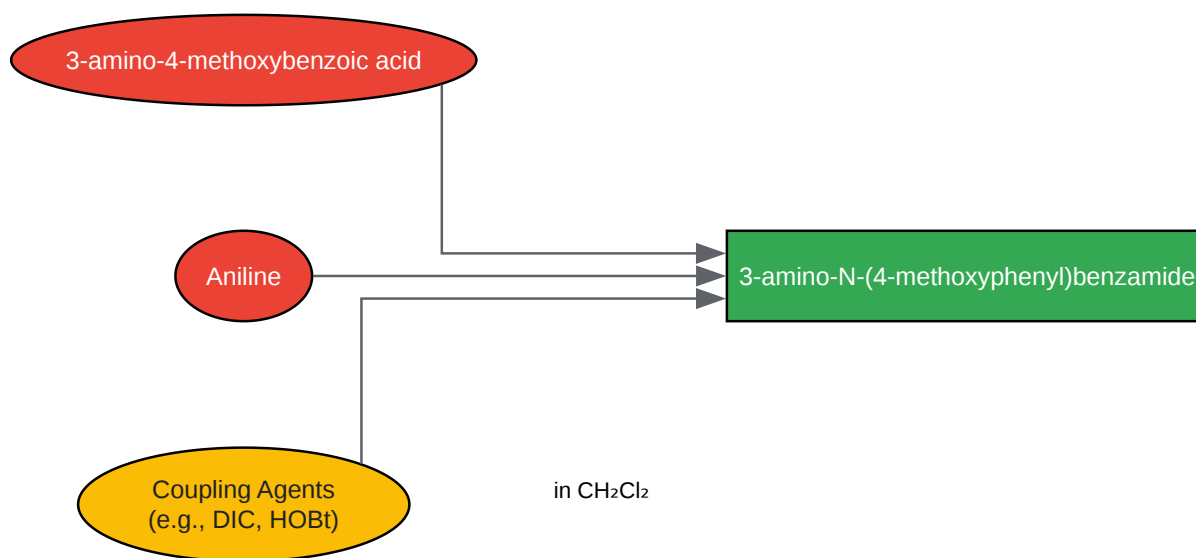 3-amino-4-methoxybenzoic acid
Aniline
3-amino-N-(4-methoxyphenyl)benzamide
Coupling Agents
(e.g., DIC, HOBt)
in CH₂Cl₂